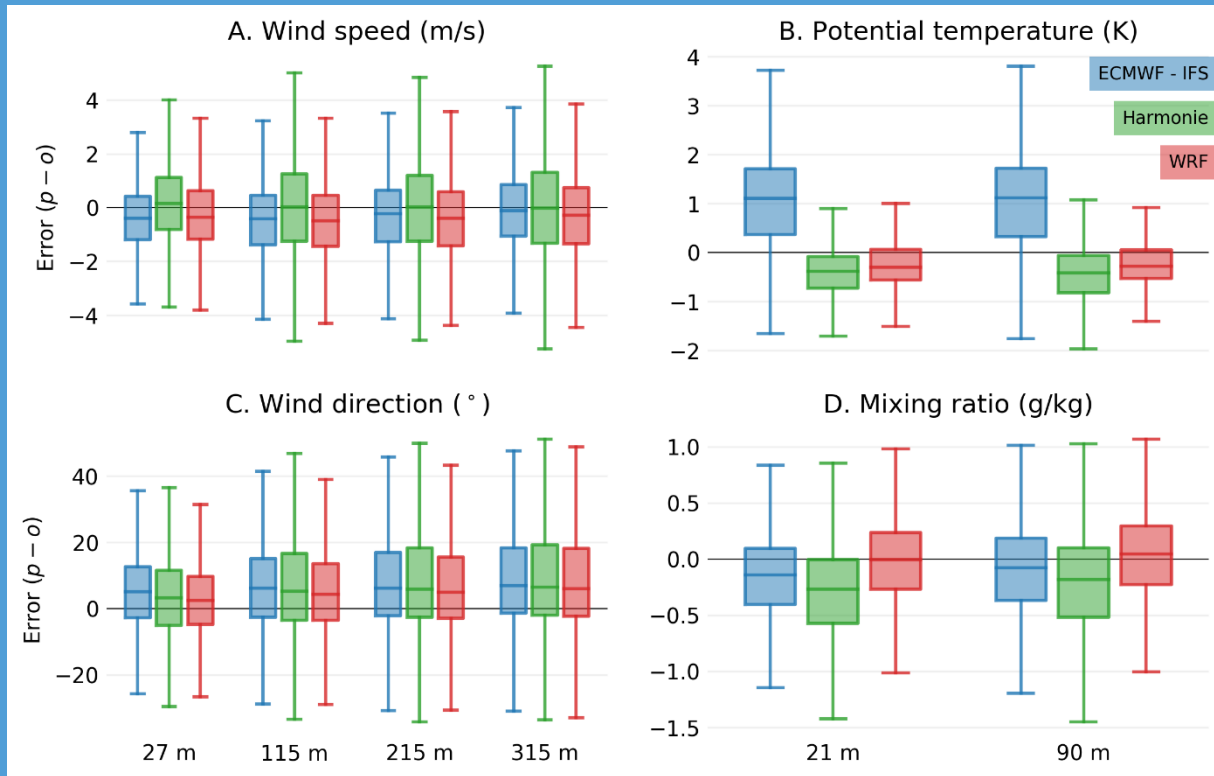 A. Wind speed (m/s)
Error (p − o)
4
2
0
−2
−4
B. Potential temperature (K)
4
3
2
1
0
−1
−2
ECMWF - IFS
Harmonie
WRF
C. Wind direction (°)
Error (p − o)
40
20
0
−20
27 m 115 m 215 m 315 m
D. Mixing ratio (g/kg)
1.0
0.5
0.0
−0.5
−1.0
−1.5
21 m 90 m